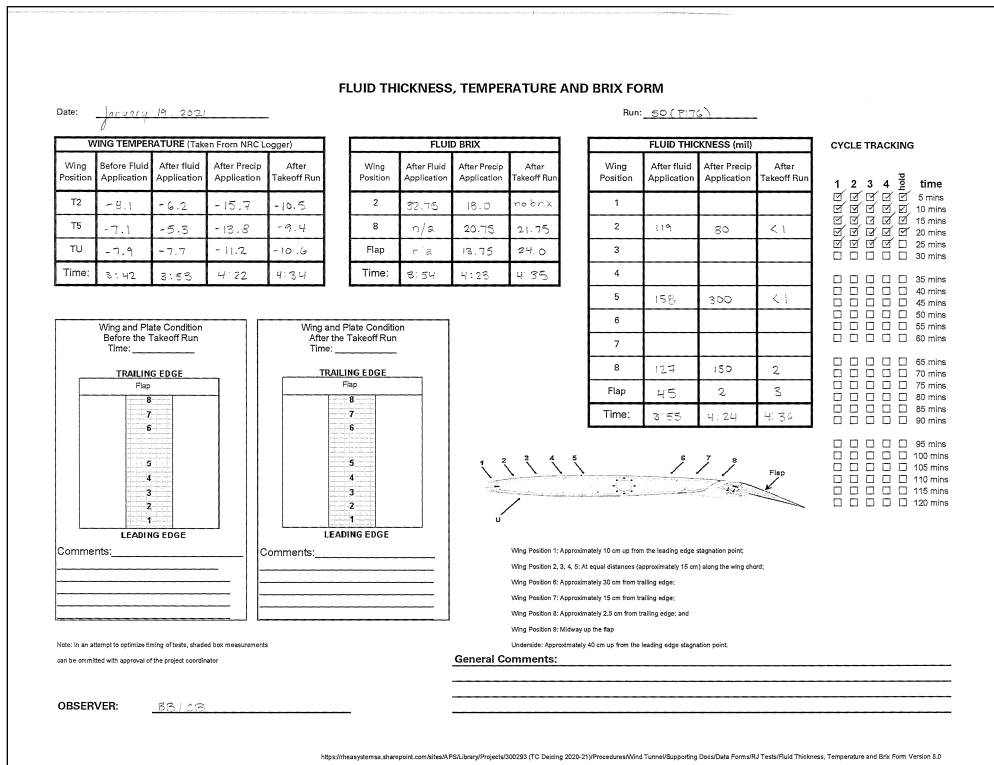 FLUID THICKNESS, TEMPERATURE AND BRIX FORM
Date: January 19, 2021
Run: 50 (P176)
WING TEMPERATURE (Taken From NRC Logger)
Wing Position | Before Fluid Application | After fluid Application | After Precip Application | After Takeoff Run
T2 | -8.1 | -6.2 | -15.7 | -10.5
T5 | -7.1 | -5.3 | -13.8 | -9.4
TU | -7.9 | -7.7 | -11.2 | -10.6
Time: | 3:42 | 3:53 | 4:22 | 4:34
FLUID BRIX
Wing Position | After Fluid Application | After Precip Application | After Takeoff Run
2 | 32.75 | 18.0 | no brix
8 | n/a | 20.75 | 21.75
Flap | n a | 13.75 | 24.0
Time: | 3:54 | 4:23 | 4:35
FLUID THICKNESS (mil)
Wing Position | After fluid Application | After Precip Application | After Takeoff Run
1
2 | 119 | 80 | <1
3
4
5 | 158 | 300 | <1
6
7
8 | 127 | 150 | 2
Flap | 45 | 2 | 3
Time: | 3:55 | 4:24 | 4:36
CYCLE TRACKING
1 2 3 4 hold time
5 mins
10 mins
15 mins
20 mins
25 mins
30 mins
35 mins
40 mins
45 mins
50 mins
55 mins
60 mins
65 mins
70 mins
75 mins
80 mins
85 mins
90 mins
95 mins
100 mins
105 mins
110 mins
115 mins
120 mins
Wing and Plate Condition
Before the Takeoff Run
Time:
TRAILING EDGE
Flap
8
7
6
5
4
3
2
1
LEADING EDGE
Comments:
Wing and Plate Condition
After the Takeoff Run
Time:
TRAILING EDGE
Flap
8
7
6
5
4
3
2
1
LEADING EDGE
Comments:
1 2 3 4 5 6 7 8 Flap
U
Wing Position 1: Approximately 10 cm up from the leading edge stagnation point;
Wing Position 2, 3, 4, 5: At equal distances (approximately 15 cm) along the wing chord;
Wing Position 6: Approximately 30 cm from trailing edge;
Wing Position 7: Approximately 15 cm from trailing edge;
Wing Position 8: Approximately 2.5 cm from trailing edge; and
Wing Position 9: Midway up the flap
Underside: Approximately 40 cm up from the leading edge stagnation point.
Note: In an attempt to optimize timing of tests, shaded box measurements
can be ommitted with approval of the project coordinator
General Comments:
OBSERVER: BB / CB
https://rheasystemsa.sharepoint.com/sites/APS/Library/Projects/300293 (TC Deicing 2020-21)/Procedures/Wind Tunnel/Supporting Docs/Data Forms/RJ Tests/Fluid Thickness, Temperature and Brix Form Version 8.0